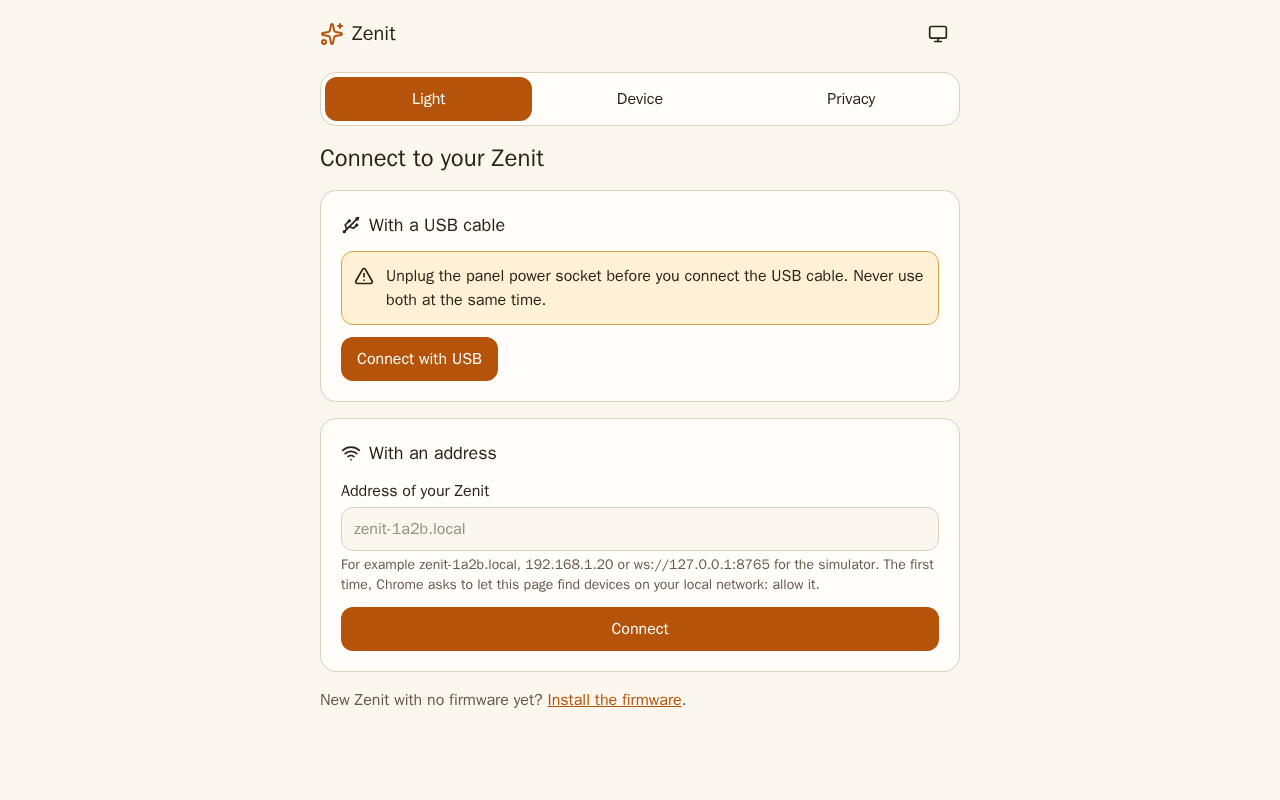 Zenit
Light
Device
Privacy
Connect to your Zenit
With a USB cable
Unplug the panel power socket before you connect the USB cable. Never use
both at the same time.
Connect with USB
With an address
Address of your Zenit
zenit-1a2b.local
For example zenit-1a2b.local, 192.168.1.20 or ws://127.0.0.1:8765 for the simulator. The first
time, Chrome asks to let this page find devices on your local network: allow it.
Connect
New Zenit with no firmware yet? Install the firmware.